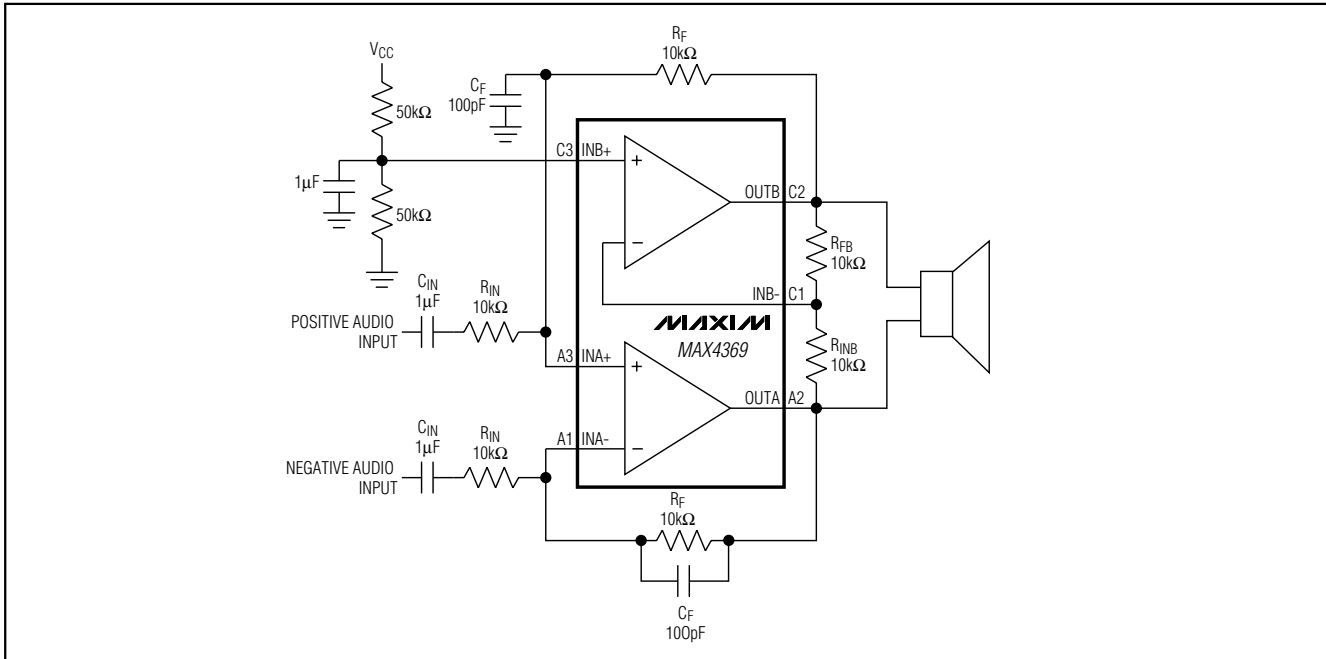 V_CC
50kΩ
1µF
50kΩ
C_F
100pF
R_F
10kΩ
C3 INB+
+
−
OUTB C2
R_FB
10kΩ
INB- C1
R_INB
10kΩ
MAXIM
MAX4369
POSITIVE AUDIO
INPUT
C_IN
1µF
R_IN
10kΩ
A3 INA+
+
OUTA A2
A1 INA-
−
NEGATIVE AUDIO
INPUT
C_IN
1µF
R_IN
10kΩ
R_F
10kΩ
C_F
100pF